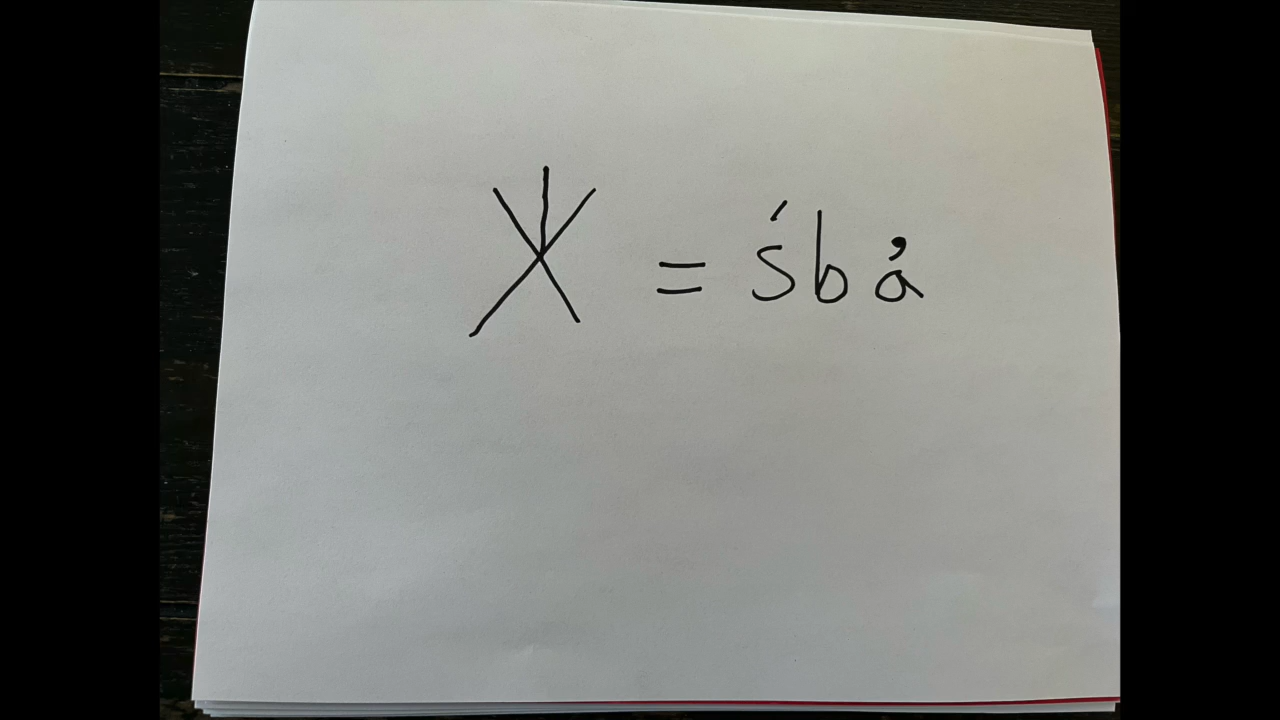 𓇼 = śba̓